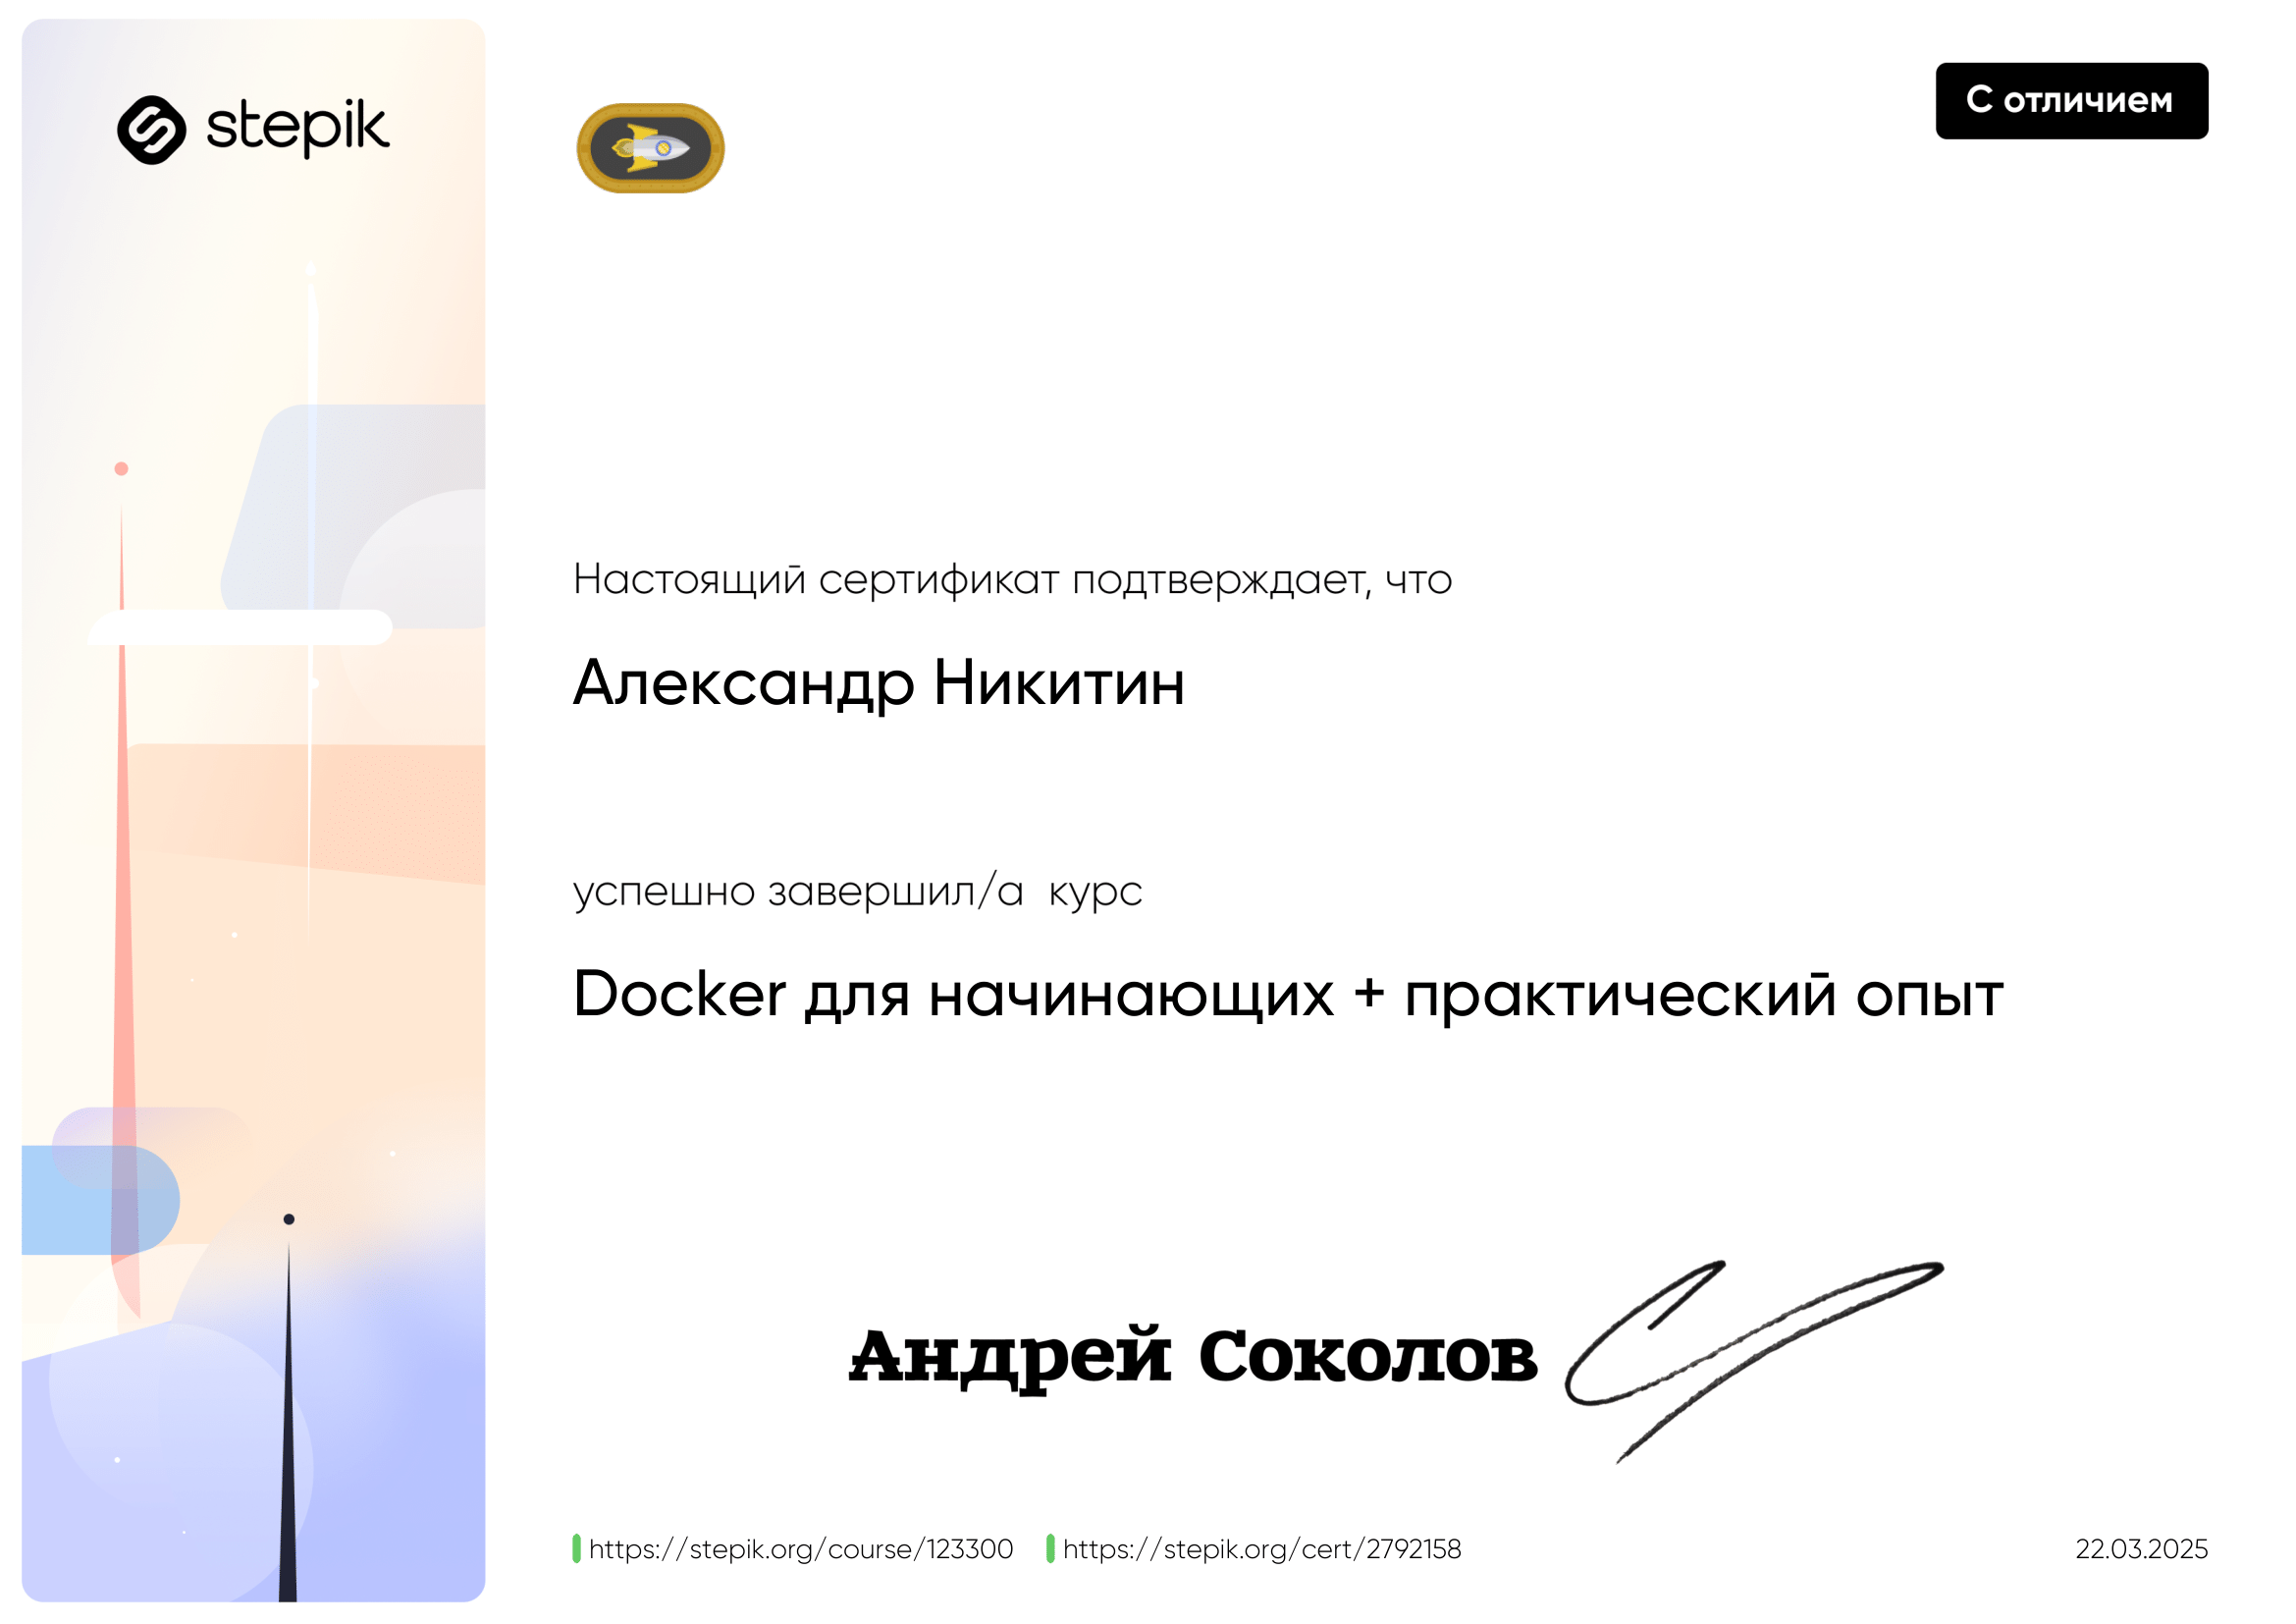 stepik
С отличием
Настоящий сертификат подтверждает, что
Александр Никитин
успешно завершил/а  курс
Docker для начинающих + практический опыт
Андрей Соколов
https://stepik.org/course/123300
https://stepik.org/cert/2792158
22.03.2025